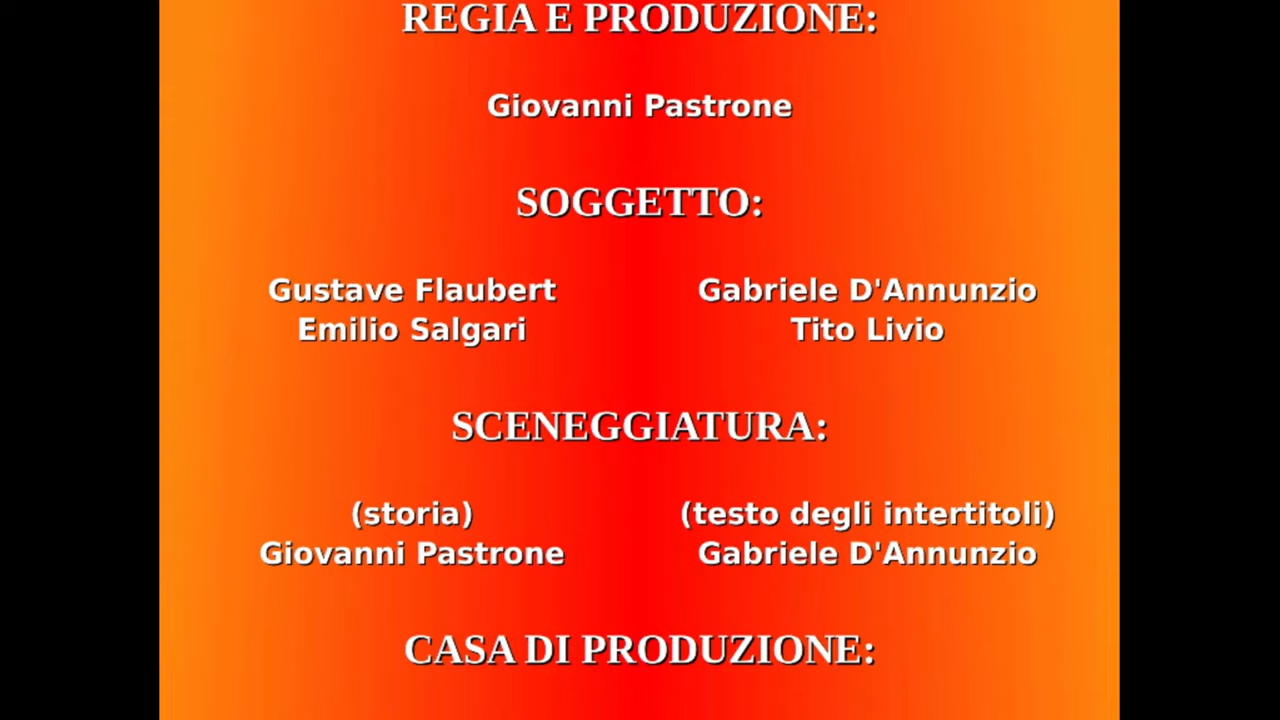 REGIA E PRODUZIONE:
Giovanni Pastrone
SOGGETTO:
Gustave Flaubert Gabriele D'Annunzio
Emilio Salgari Tito Livio
SCENEGGIATURA:
(storia) (testo degli intertitoli)
Giovanni Pastrone Gabriele D'Annunzio
CASA DI PRODUZIONE: